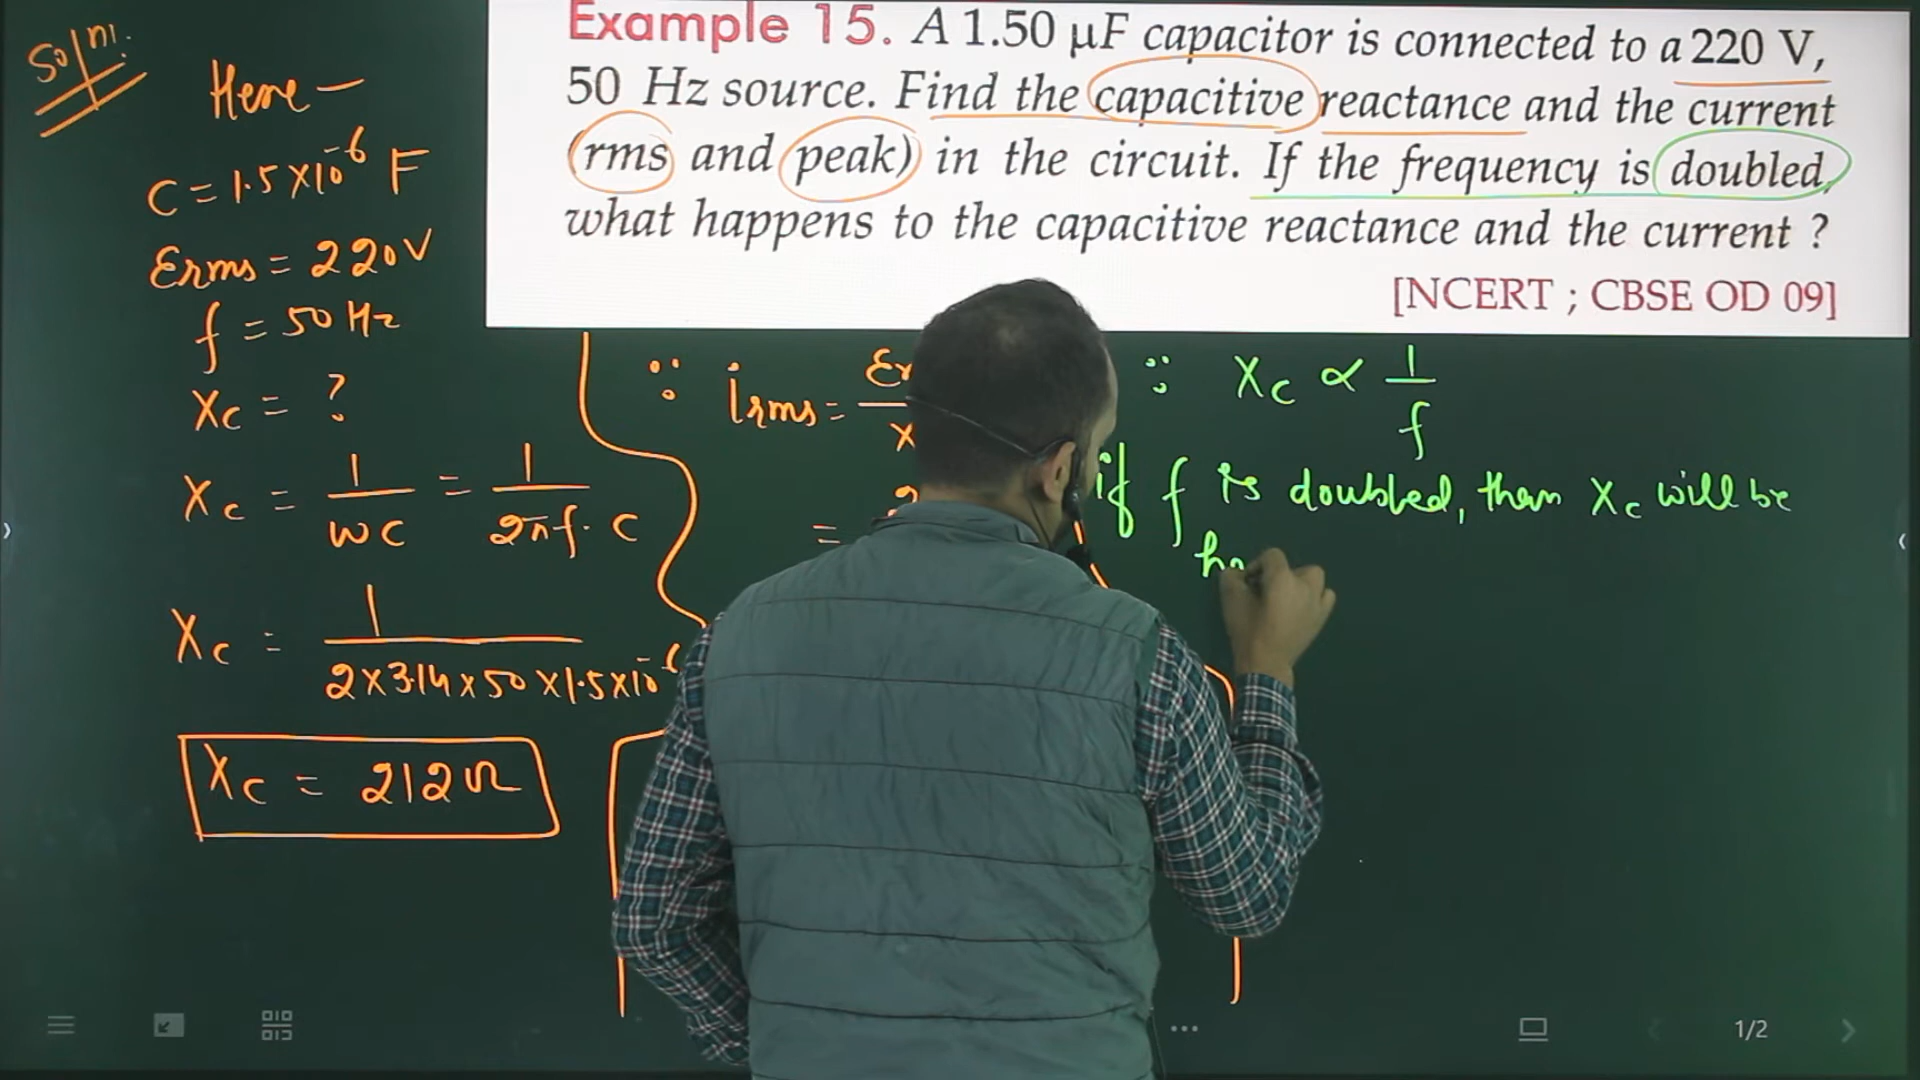 Soln.
Example 15. A 1.50 μF capacitor is connected to a 220 V,
50 Hz source. Find the capacitive reactance and the current
(rms and peak) in the circuit. If the frequency is doubled,
what happens to the capacitive reactance and the current ?
[NCERT ; CBSE OD 09]
Here —
C = 1.5×10⁻⁶ F
Erms = 220V
f = 50 Hz
Xc = ?
Xc = 1/ωC = 1/2πf·C
Xc = 1/2×3.14×50×1.5×10⁻⁶
Xc = 212Ω
∵ Irms =
=
∵ Xc ∝ 1/f
if f is doubled, then Xc will be
1/2